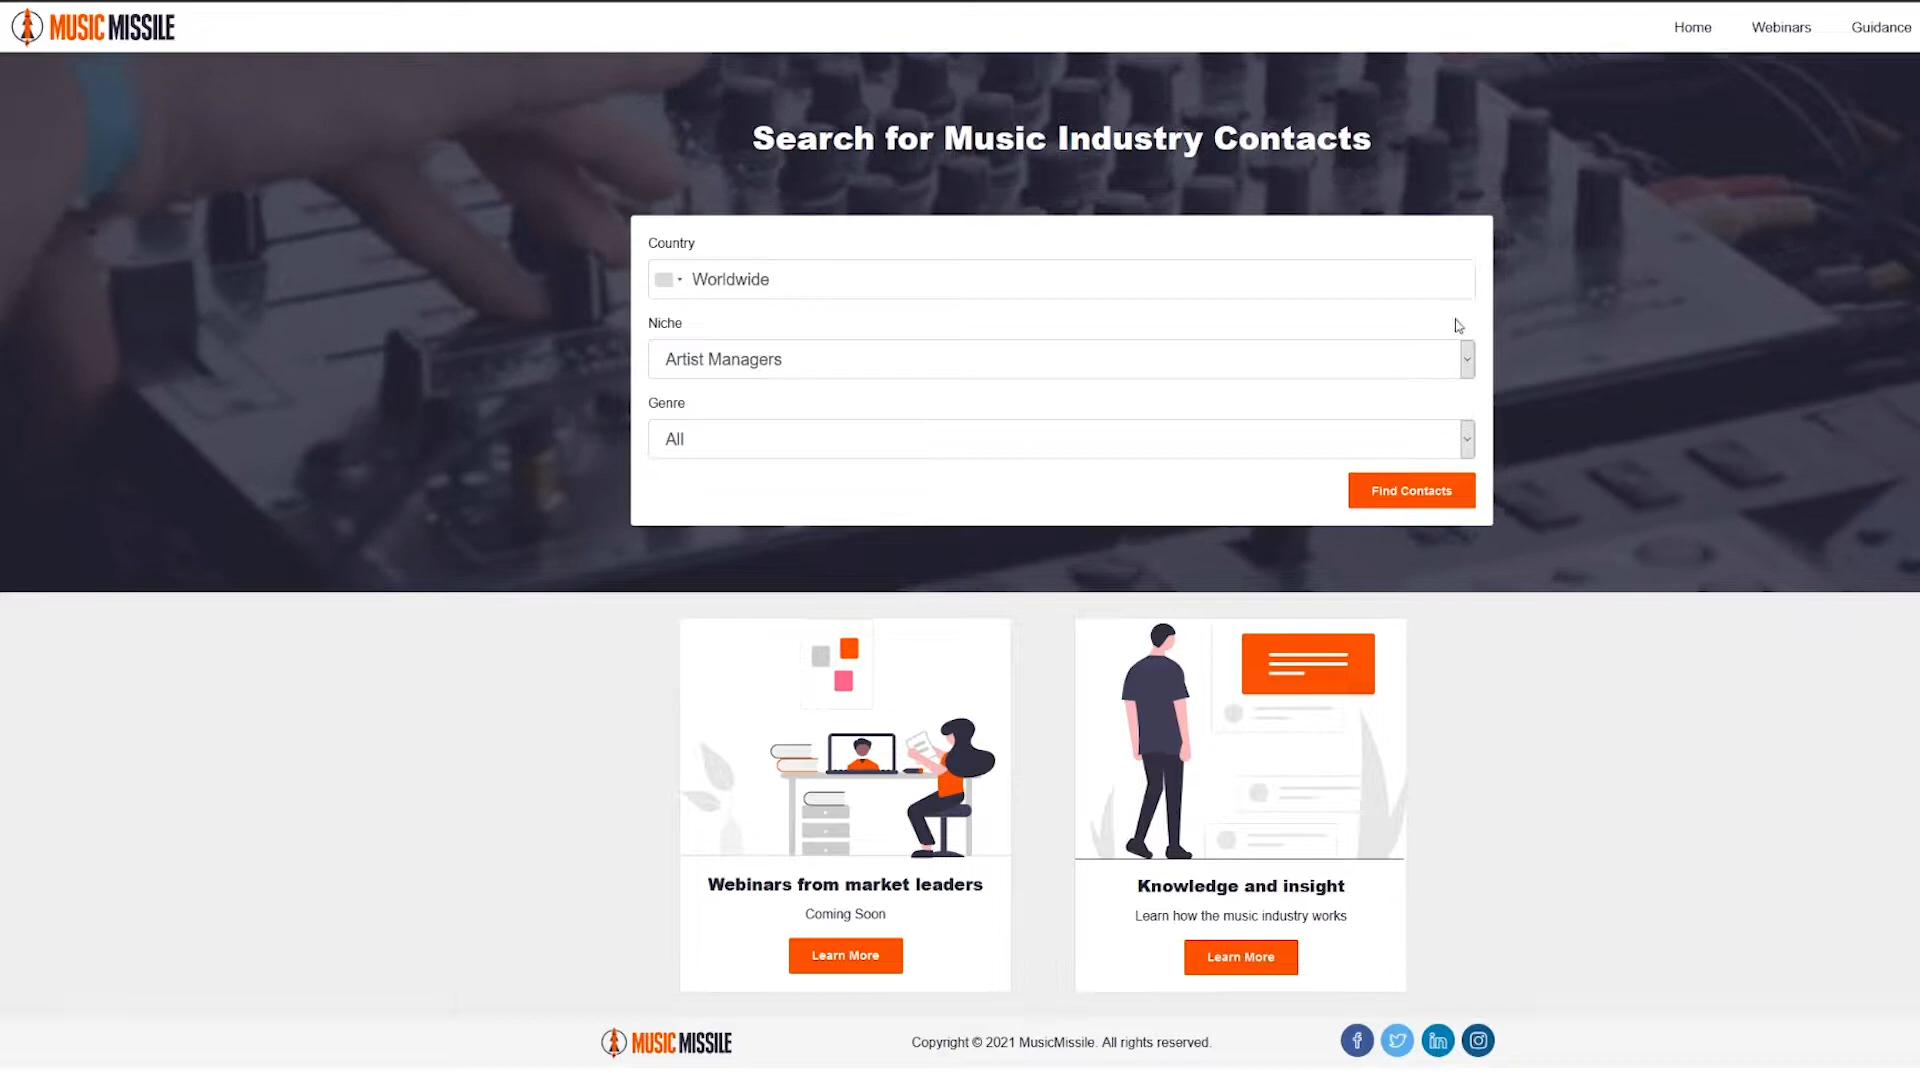 MUSIC MISSILE
Home Webinars Guidance
Search for Music Industry Contacts
Country
Worldwide
Niche
Artist Managers
Genre
All
Find Contacts
Webinars from market leaders
Coming Soon
Learn More
Knowledge and insight
Learn how the music industry works
Learn More
MUSIC MISSILE
Copyright © 2021 MusicMissile. All rights reserved.